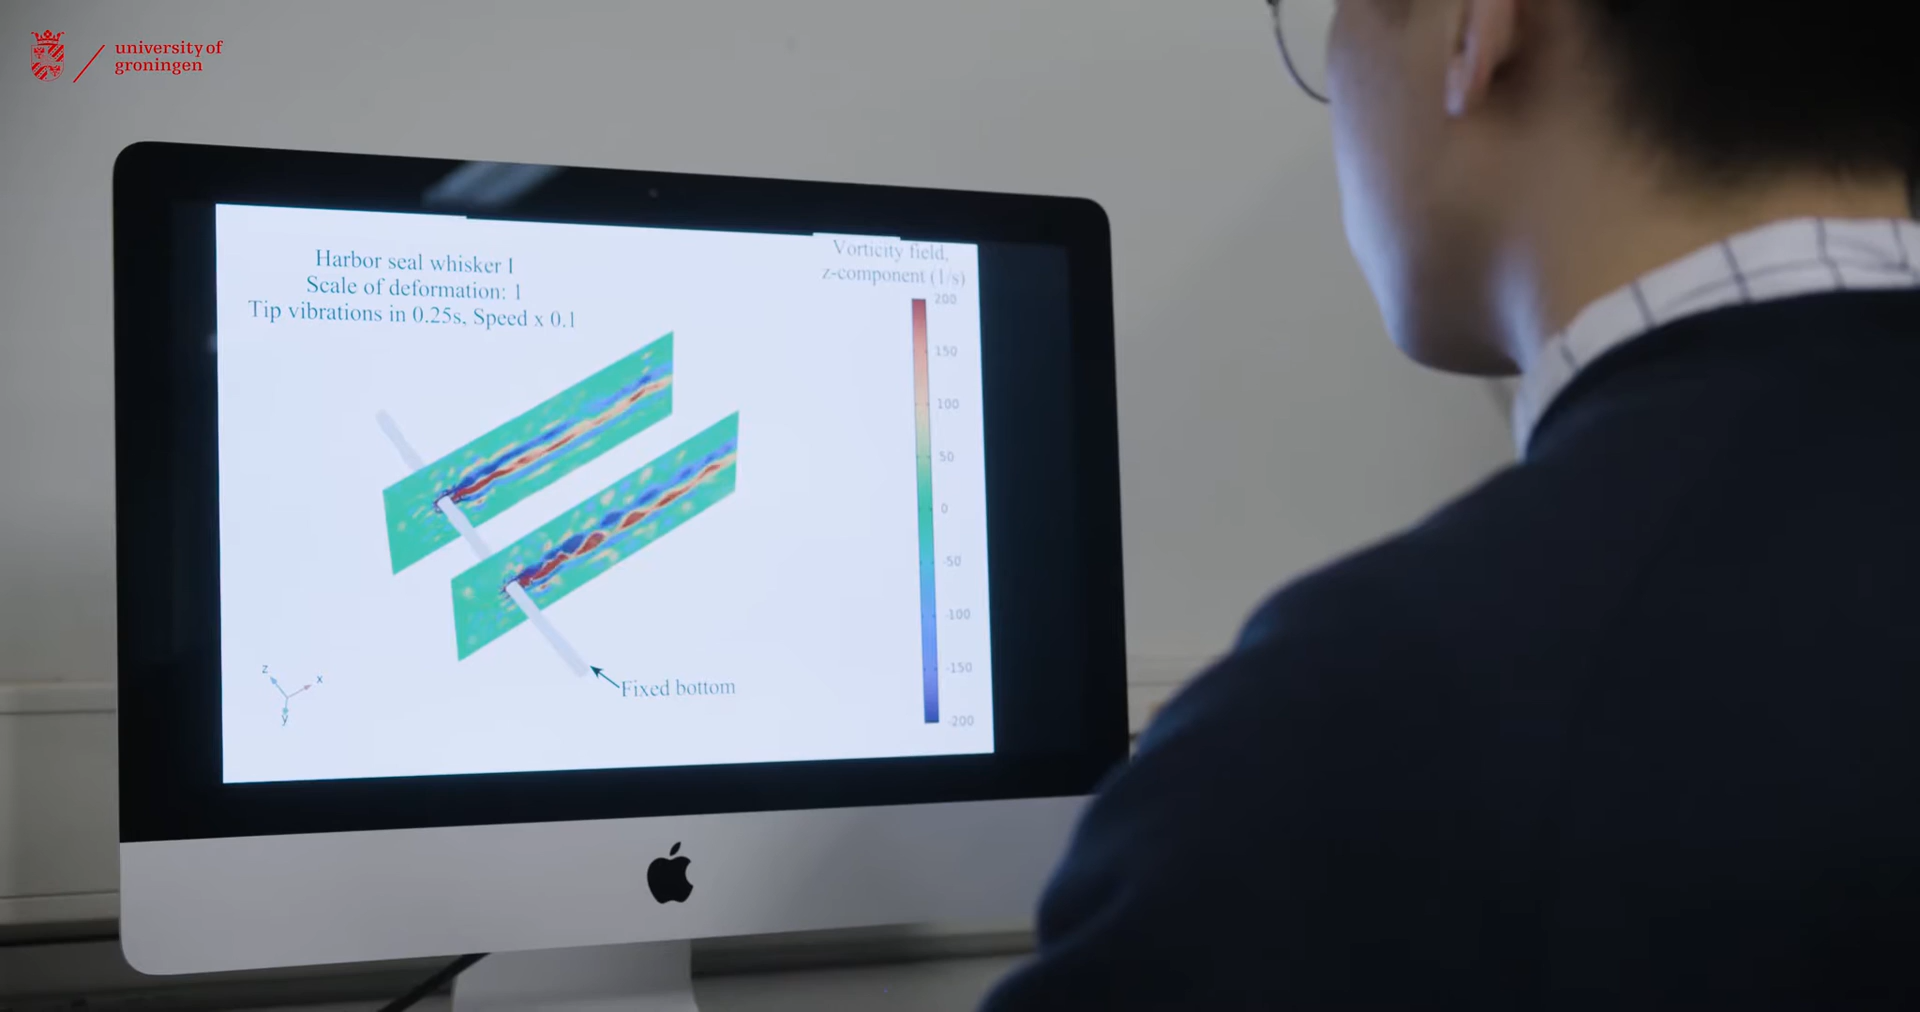 university of
groningen
Harbor seal whisker I
Scale of deformation: 1
Tip vibrations in 0.25s, Speed x 0.1
Vorticity field,
z-component (1/s)
200
150
100
50
0
-50
-100
-150
-200
Fixed bottom
z
x
y